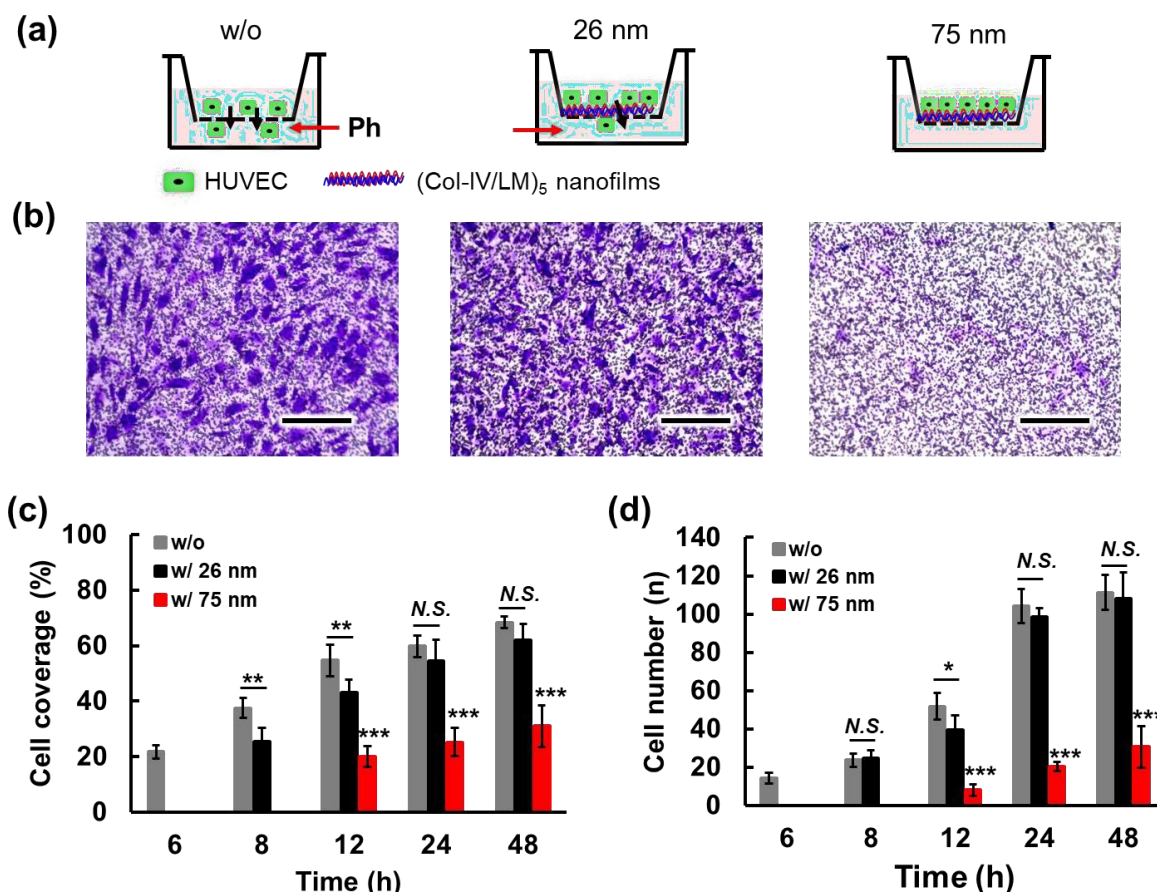 (a)
w/o 26 nm 75 nm
Ph
HUVEC (Col-IV/LM)5 nanofilms
(b)
(c)
Cell coverage (%)
100
80
60
40
20
0
w/o
w/ 26 nm
w/ 75 nm
**
**
***
N.S.
***
N.S.
***
6 8 12 24 48
Time (h)
(d)
Cell number (n)
140
120
100
80
60
40
20
0
w/o
w/ 26 nm
w/ 75 nm
N.S.
*
***
N.S.
***
N.S.
***
6 8 12 24 48
Time (h)